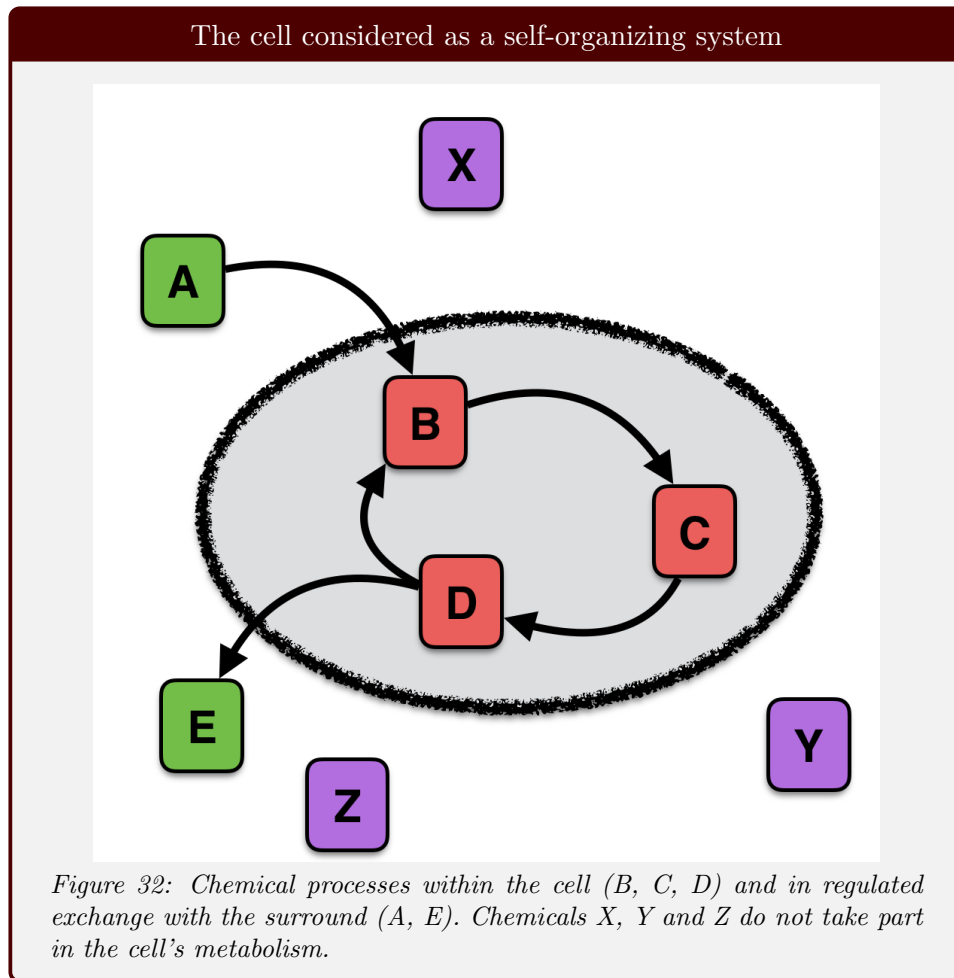 The cell considered as a self-organizing system
X
A
B
C
D
E
Y
Z
Figure 32: Chemical processes within the cell (B, C, D) and in regulated
exchange with the surround (A, E). Chemicals X, Y and Z do not take part
in the cell's metabolism.